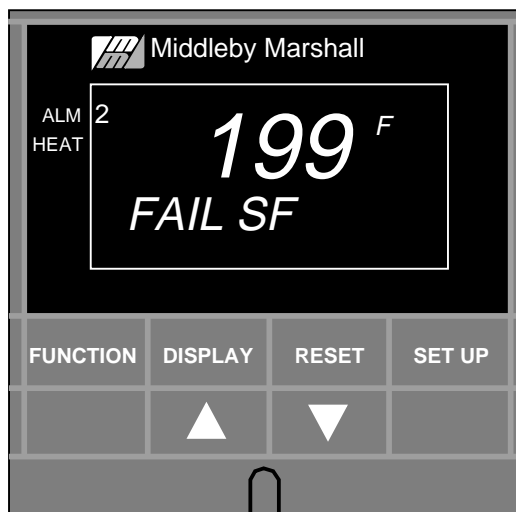 Middleby Marshall
ALM 2
199 F
HEAT
FAIL SF
FUNCTION DISPLAY RESET SET UP